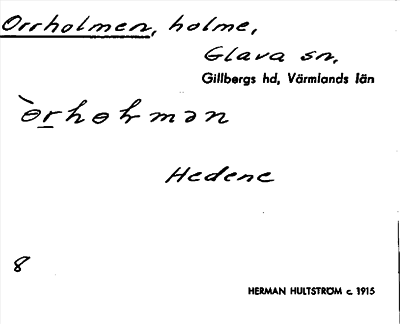 Orrholmen, holme,
Glava sn,
Gillbergs hd, Värmlands län
Hedene
8
HERMAN HULTSTRÖM c. 1915